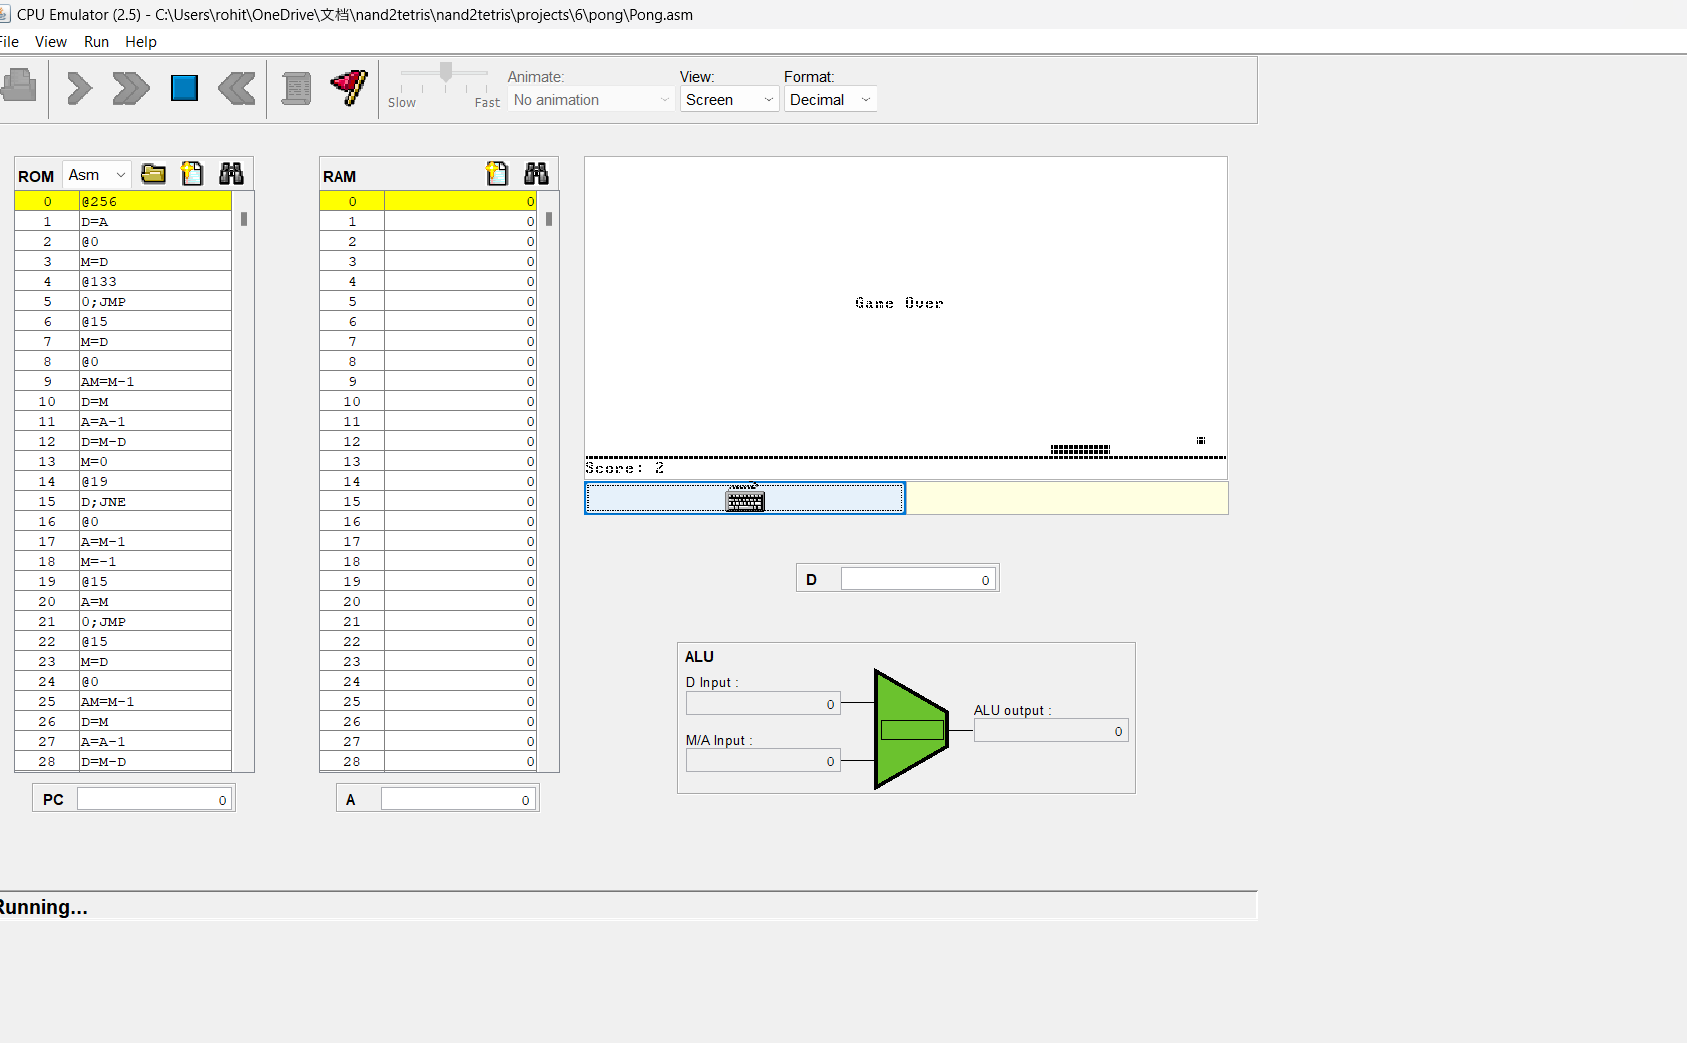 CPU Emulator (2.5) - C:\Users\rohit\OneDrive\文档\nand2tetris\nand2tetris\projects\6\pong\Pong.asm
File View Run Help
Slow Fast
Animate:
No animation
View:
Screen
Format:
Decimal
ROM Asm
0 @256
1 D=A
2 @0
3 M=D
4 @133
5 0;JMP
6 @15
7 M=D
8 @0
9 AM=M-1
10 D=M
11 A=A-1
12 D=M-D
13 M=0
14 @19
15 D;JNE
16 @0
17 A=M-1
18 M=-1
19 @15
20 A=M
21 0;JMP
22 @15
23 M=D
24 @0
25 AM=M-1
26 D=M
27 A=A-1
28 D=M-D
PC 0
RAM
0 0
1 0
2 0
3 0
4 0
5 0
6 0
7 0
8 0
9 0
10 0
11 0
12 0
13 0
14 0
15 0
16 0
17 0
18 0
19 0
20 0
21 0
22 0
23 0
24 0
25 0
26 0
27 0
28 0
A 0
Game Over
Score: 2
D 0
ALU
D Input :
0
M/A Input :
0
ALU output :
0
Running...